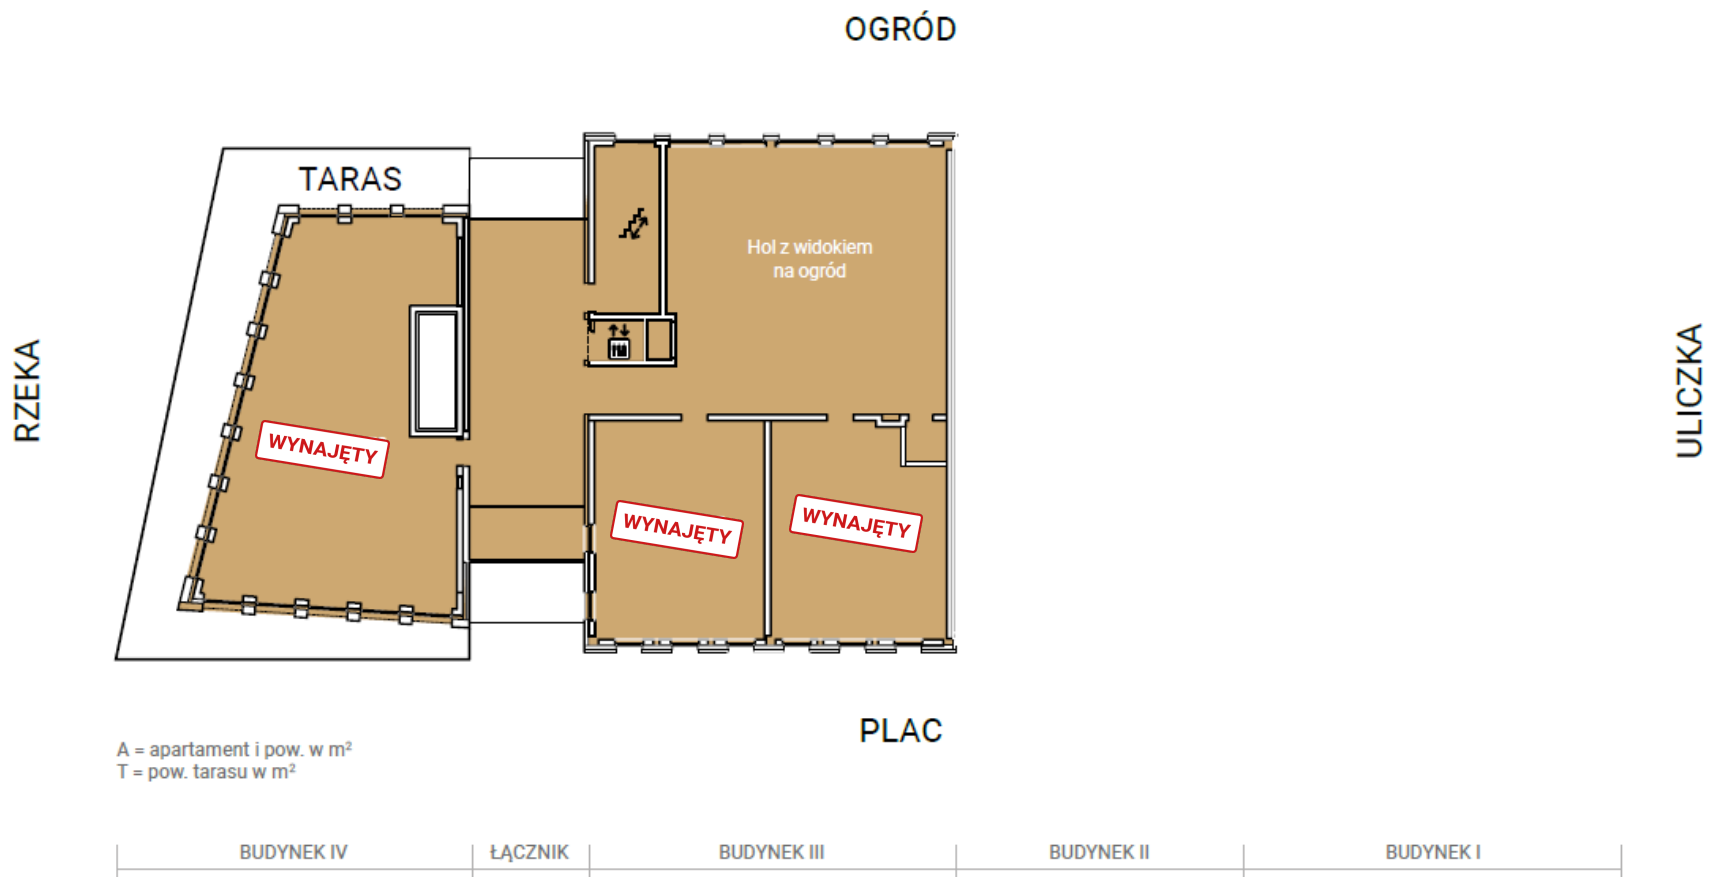 OGRÓD
TARAS
Hol z widokiem
na ogród
RZEKA
ULICZKA
WYNAJĘTY
WYNAJĘTY
WYNAJĘTY
PLAC
A = apartament i pow. w m²
T = pow. tarasu w m²
BUDYNEK IV
ŁĄCZNIK
BUDYNEK III
BUDYNEK II
BUDYNEK I